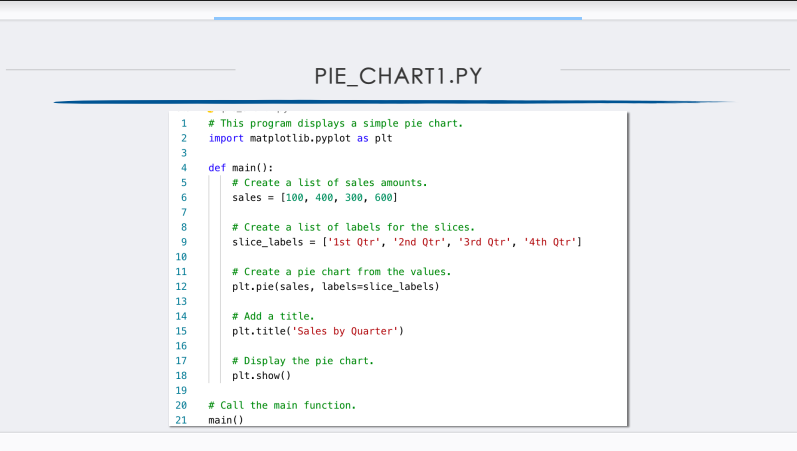 PIE_CHART1.PY
1 # This program displays a simple pie chart.
2 import matplotlib.pyplot as plt
3
4 def main():
5     # Create a list of sales amounts.
6     sales = [100, 400, 300, 600]
7
8     # Create a list of labels for the slices.
9     slice_labels = ['1st Qtr', '2nd Qtr', '3rd Qtr', '4th Qtr']
10
11     # Create a pie chart from the values.
12     plt.pie(sales, labels=slice_labels)
13
14     # Add a title.
15     plt.title('Sales by Quarter')
16
17     # Display the pie chart.
18     plt.show()
19
20 # Call the main function.
21 main()